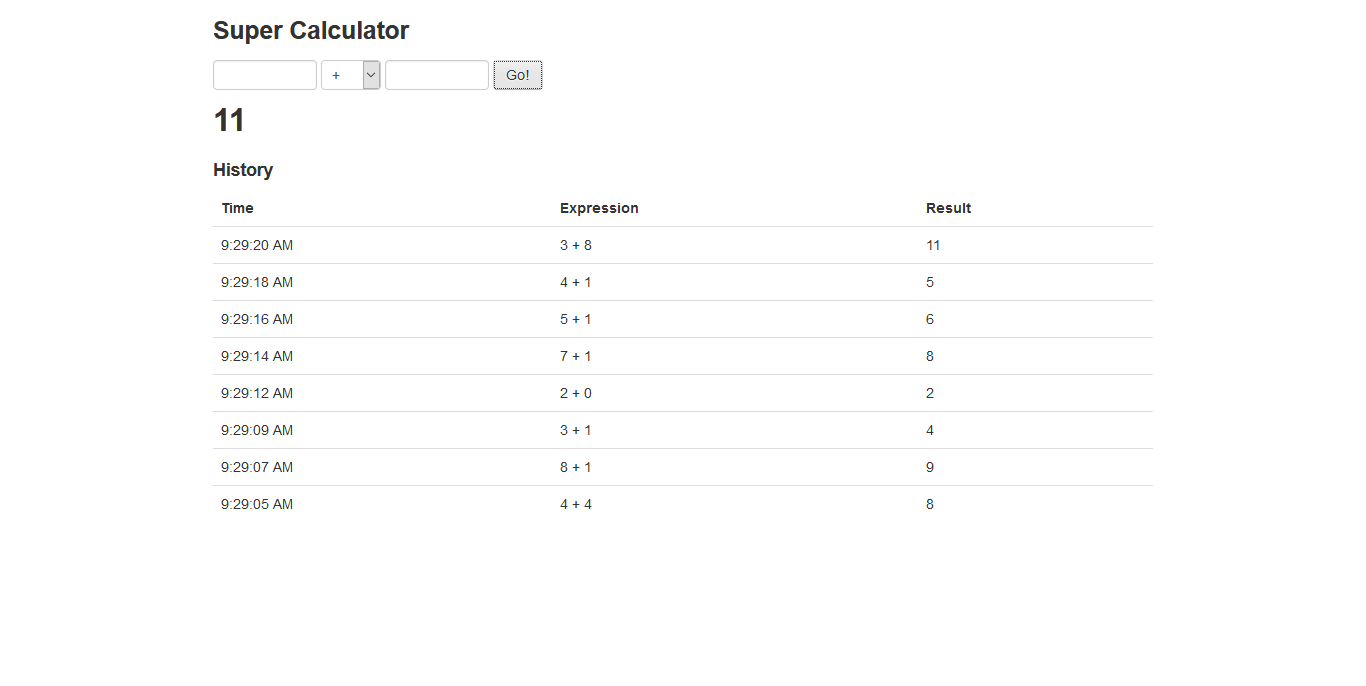 Super Calculator
+ Go!
11
History
Time Expression Result
9:29:20 AM 3 + 8 11
9:29:18 AM 4 + 1 5
9:29:16 AM 5 + 1 6
9:29:14 AM 7 + 1 8
9:29:12 AM 2 + 0 2
9:29:09 AM 3 + 1 4
9:29:07 AM 8 + 1 9
9:29:05 AM 4 + 4 8